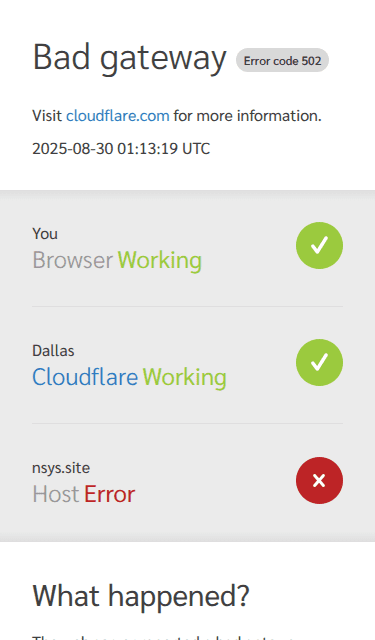 Bad gateway Error code 502
Visit cloudflare.com for more information.
2025-08-30 01:13:19 UTC
You
Browser Working
Dallas
Cloudflare Working
nsys.site
Host Error
What happened?